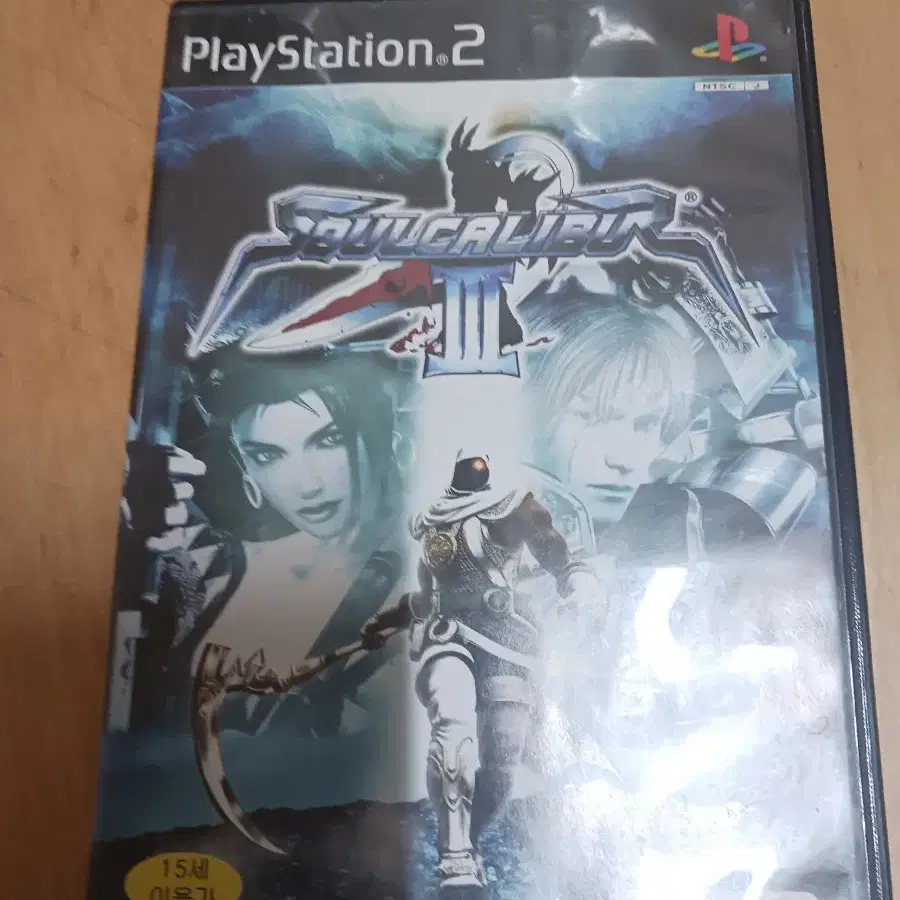 PlayStation®2
NTSC J
SOULCALIBUR®
III
15세
이용가